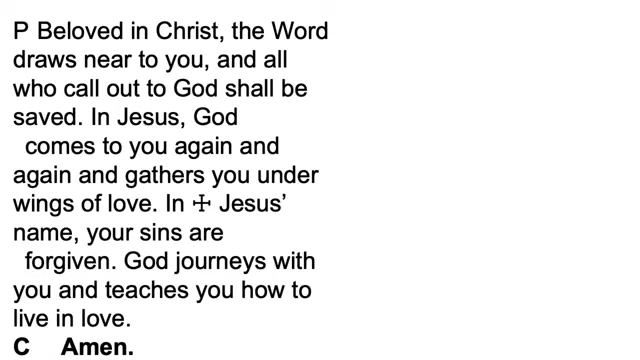 P Beloved in Christ, the Word
draws near to you, and all
who call out to God shall be
saved. In Jesus, God
comes to you again and
again and gathers you under
wings of love. In ☩ Jesus’
name, your sins are
forgiven. God journeys with
you and teaches you how to
live in love.
C Amen.